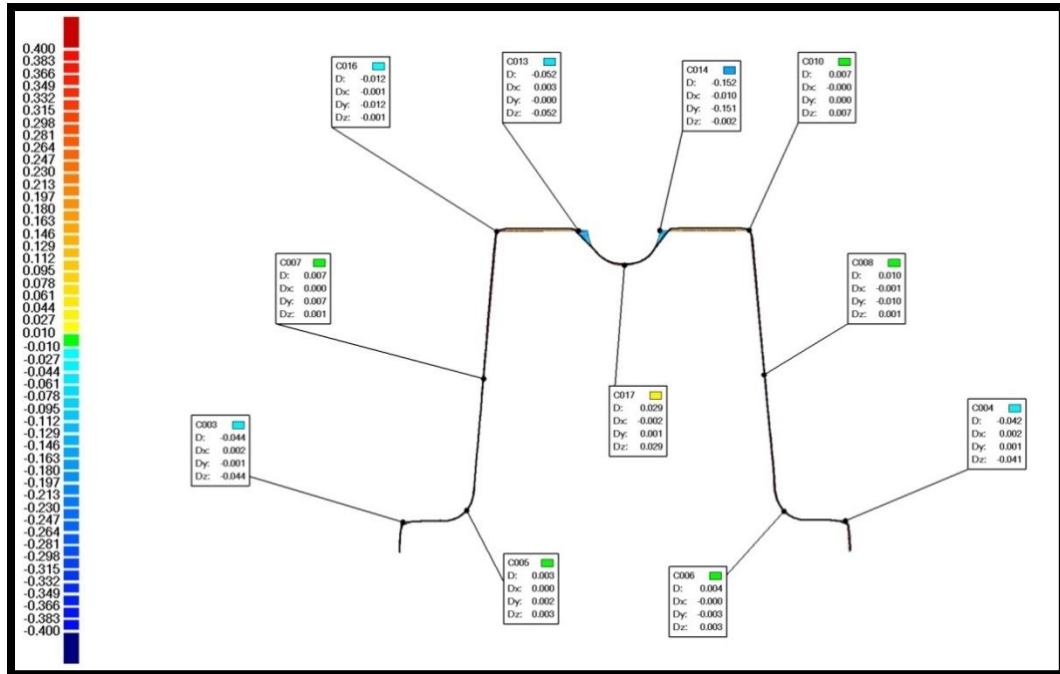 0.400
0.383
0.366
0.349
0.332
0.315
0.298
0.281
0.264
0.247
0.230
0.213
0.197
0.180
0.163
0.146
0.129
0.112
0.095
0.078
0.061
0.044
0.027
0.010
-0.010
-0.027
-0.044
-0.061
-0.078
-0.095
-0.112
-0.129
-0.146
-0.163
-0.180
-0.197
-0.213
-0.230
-0.247
-0.264
-0.281
-0.298
-0.315
-0.332
-0.349
-0.366
-0.383
-0.400
C016
D: -0.012
Dx: -0.001
Dy: -0.012
Dz: -0.001
C013
D: -0.052
Dx: 0.003
Dy: -0.000
Dz: -0.052
C014
D: -0.152
Dx: -0.010
Dy: -0.151
Dz: -0.002
C010
D: 0.007
Dx: -0.000
Dy: 0.000
Dz: 0.007
C007
D: 0.007
Dx: 0.000
Dy: 0.007
Dz: 0.001
C008
D: 0.010
Dx: -0.001
Dy: -0.010
Dz: 0.001
C017
D: 0.029
Dx: -0.002
Dy: 0.001
Dz: 0.029
C003
D: -0.044
Dx: 0.002
Dy: -0.001
Dz: -0.044
C004
D: -0.042
Dx: 0.002
Dy: 0.001
Dz: -0.041
C005
D: 0.003
Dx: 0.000
Dy: 0.002
Dz: 0.003
C006
D: 0.004
Dx: -0.000
Dy: -0.003
Dz: 0.003